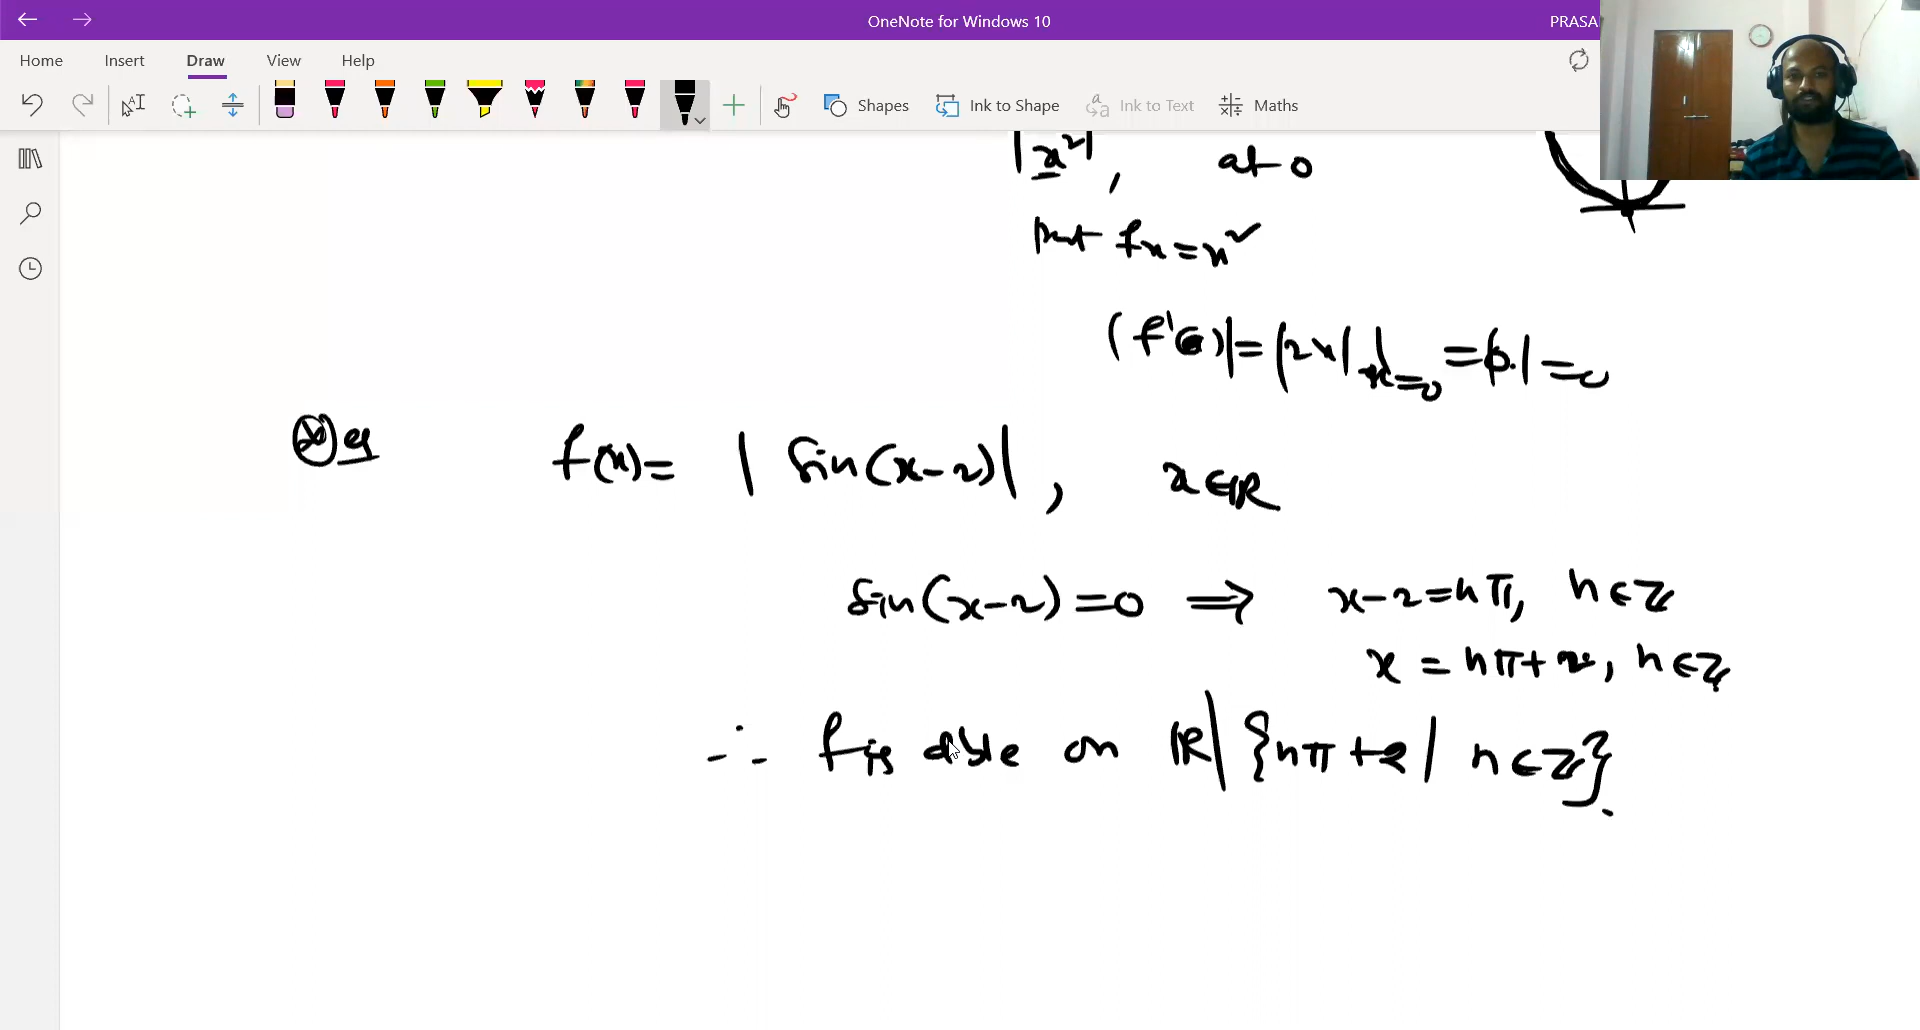 OneNote for Windows 10
PRASA
Home Insert Draw View Help
Shapes Ink to Shape Ink to Text Maths
|x²|, at 0
but fx = x²
|f'(0)| = |2x||x=0 = |0.| = 0
eg f(x) = | Sin(x-2)|, x∈ℝ
Sin(x-2) = 0 ⇒ x-2 = nπ, n∈ℤ
x = nπ+2, n∈ℤ
∴ f is dble on ℝ\{nπ+2 | n∈ℤ}.